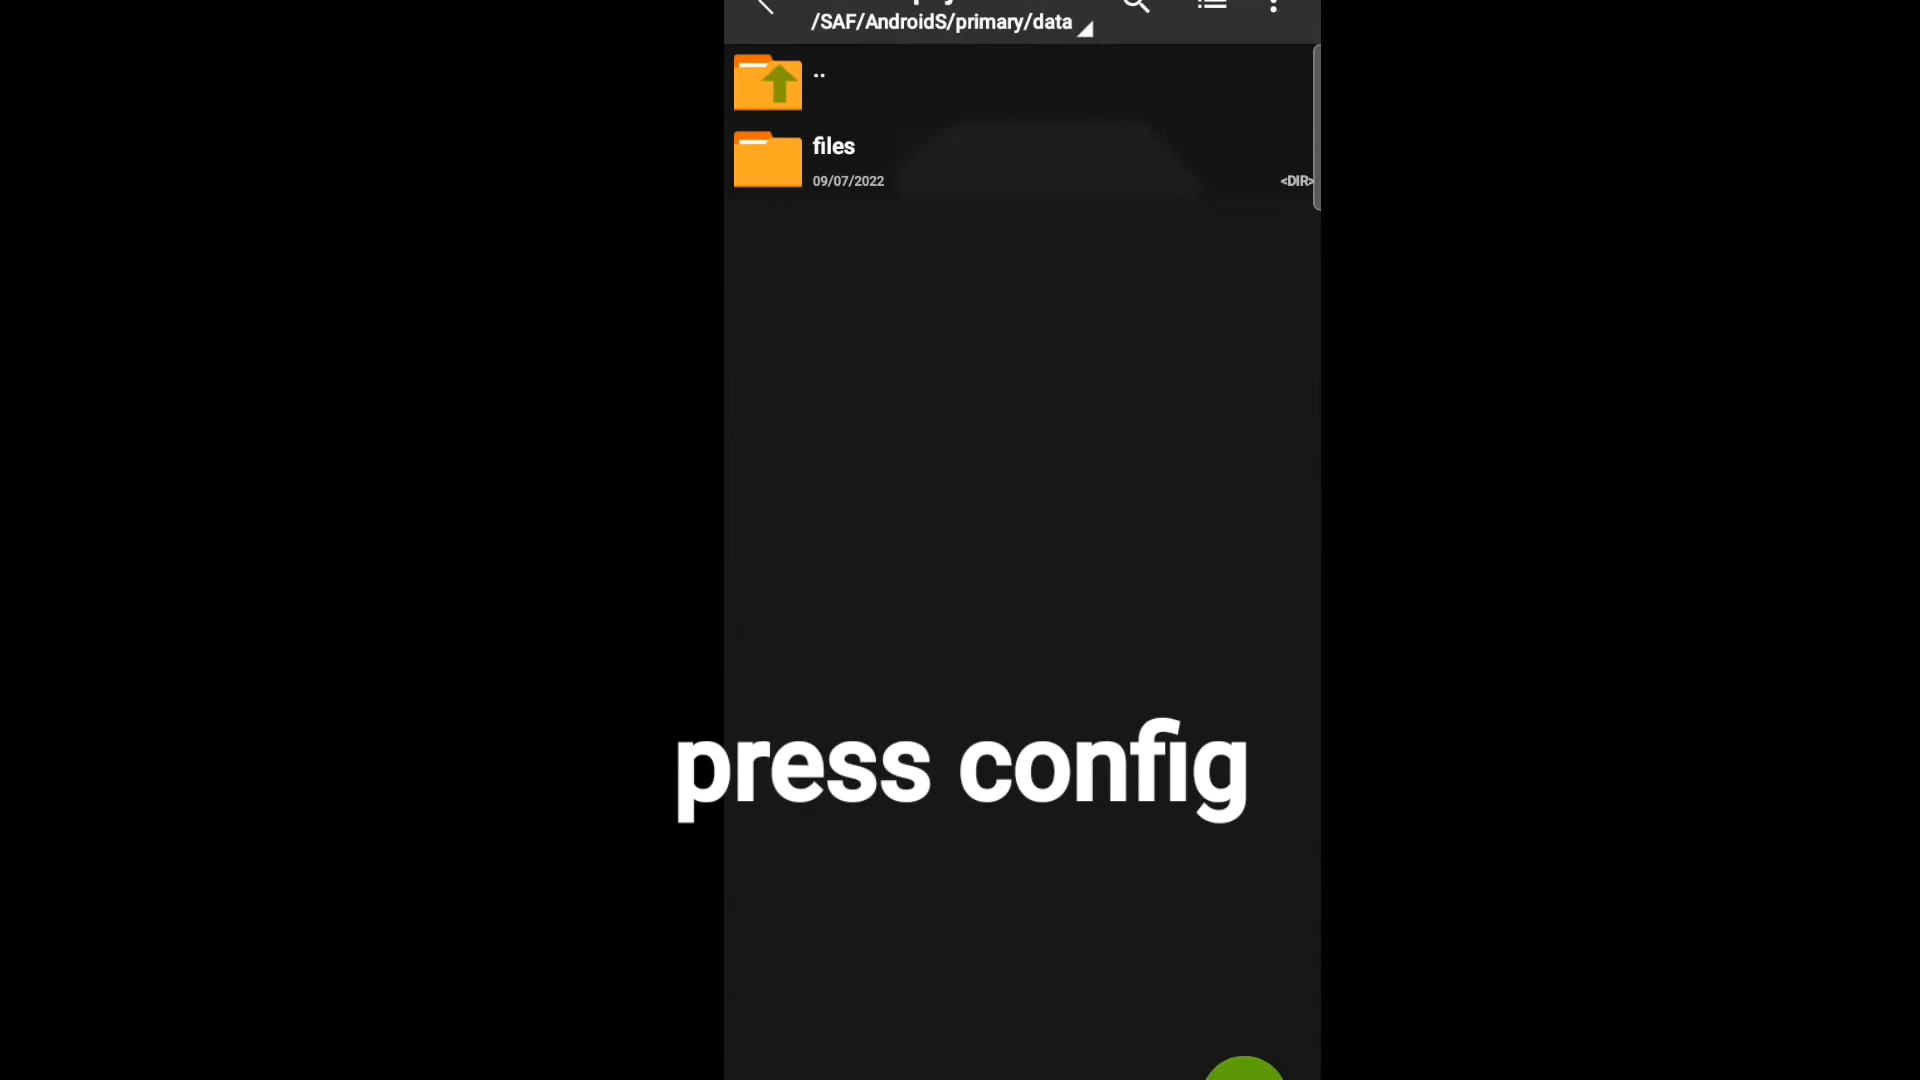 /SAF/AndroidS/primary/data
..
files
09/07/2022
<DIR>
press config